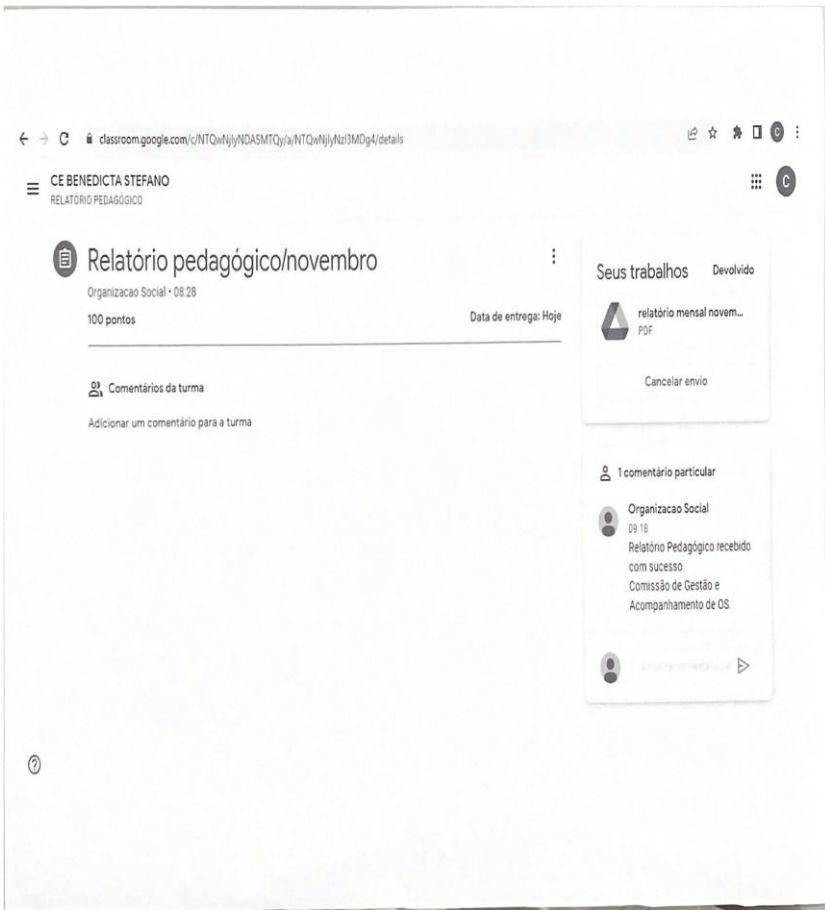 classroom.google.com/c/NTQwNjIyNDA5MTQy/a/NTQwNjIyNzI3MDg4/details
C
CE BENEDICTA STEFANO
RELATÓRIO PEDAGÓGICO
C
Relatório pedagógico/novembro
Organizacao Social • 08:28
100 pontos
Data de entrega: Hoje
Comentários da turma
Adicionar um comentário para a turma
Seus trabalhos
Devolvido
relatório mensal novem...
PDF
Cancelar envio
1 comentário particular
Organizacao Social
09:18
Relatório Pedagógico recebido
com sucesso.
Comissão de Gestão e
Acompanhamento de OS.